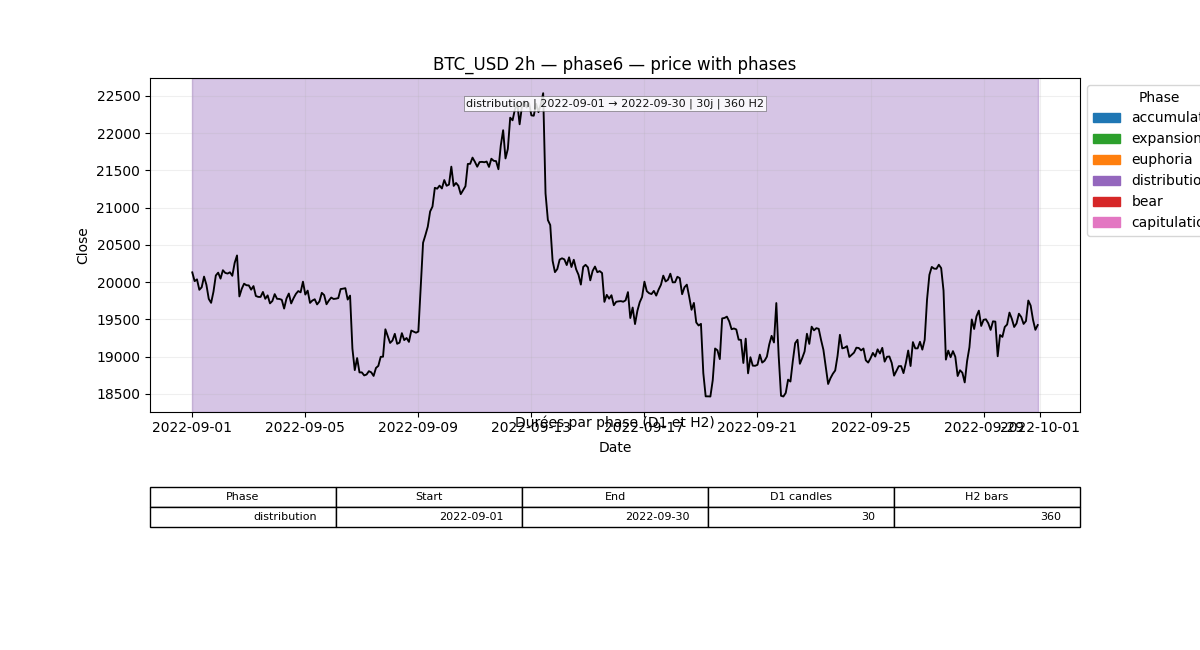 BTC_USD 2h — phase6 — price with phases
distribution | 2022-09-01 → 2022-09-30 | 30j | 360 H2
Close
22500
22000
21500
21000
20500
20000
19500
19000
18500
Phase
accumulat
expansion
euphoria
distributio
bear
capitulatic
Durées par phase (D1 et H2)
2022-09-01 2022-09-05 2022-09-09 2022-09-13 2022-09-17 2022-09-21 2022-09-25 2022-09-29 2022-10-01
Date
Phase Start End D1 candles H2 bars
distribution 2022-09-01 2022-09-30 30 360